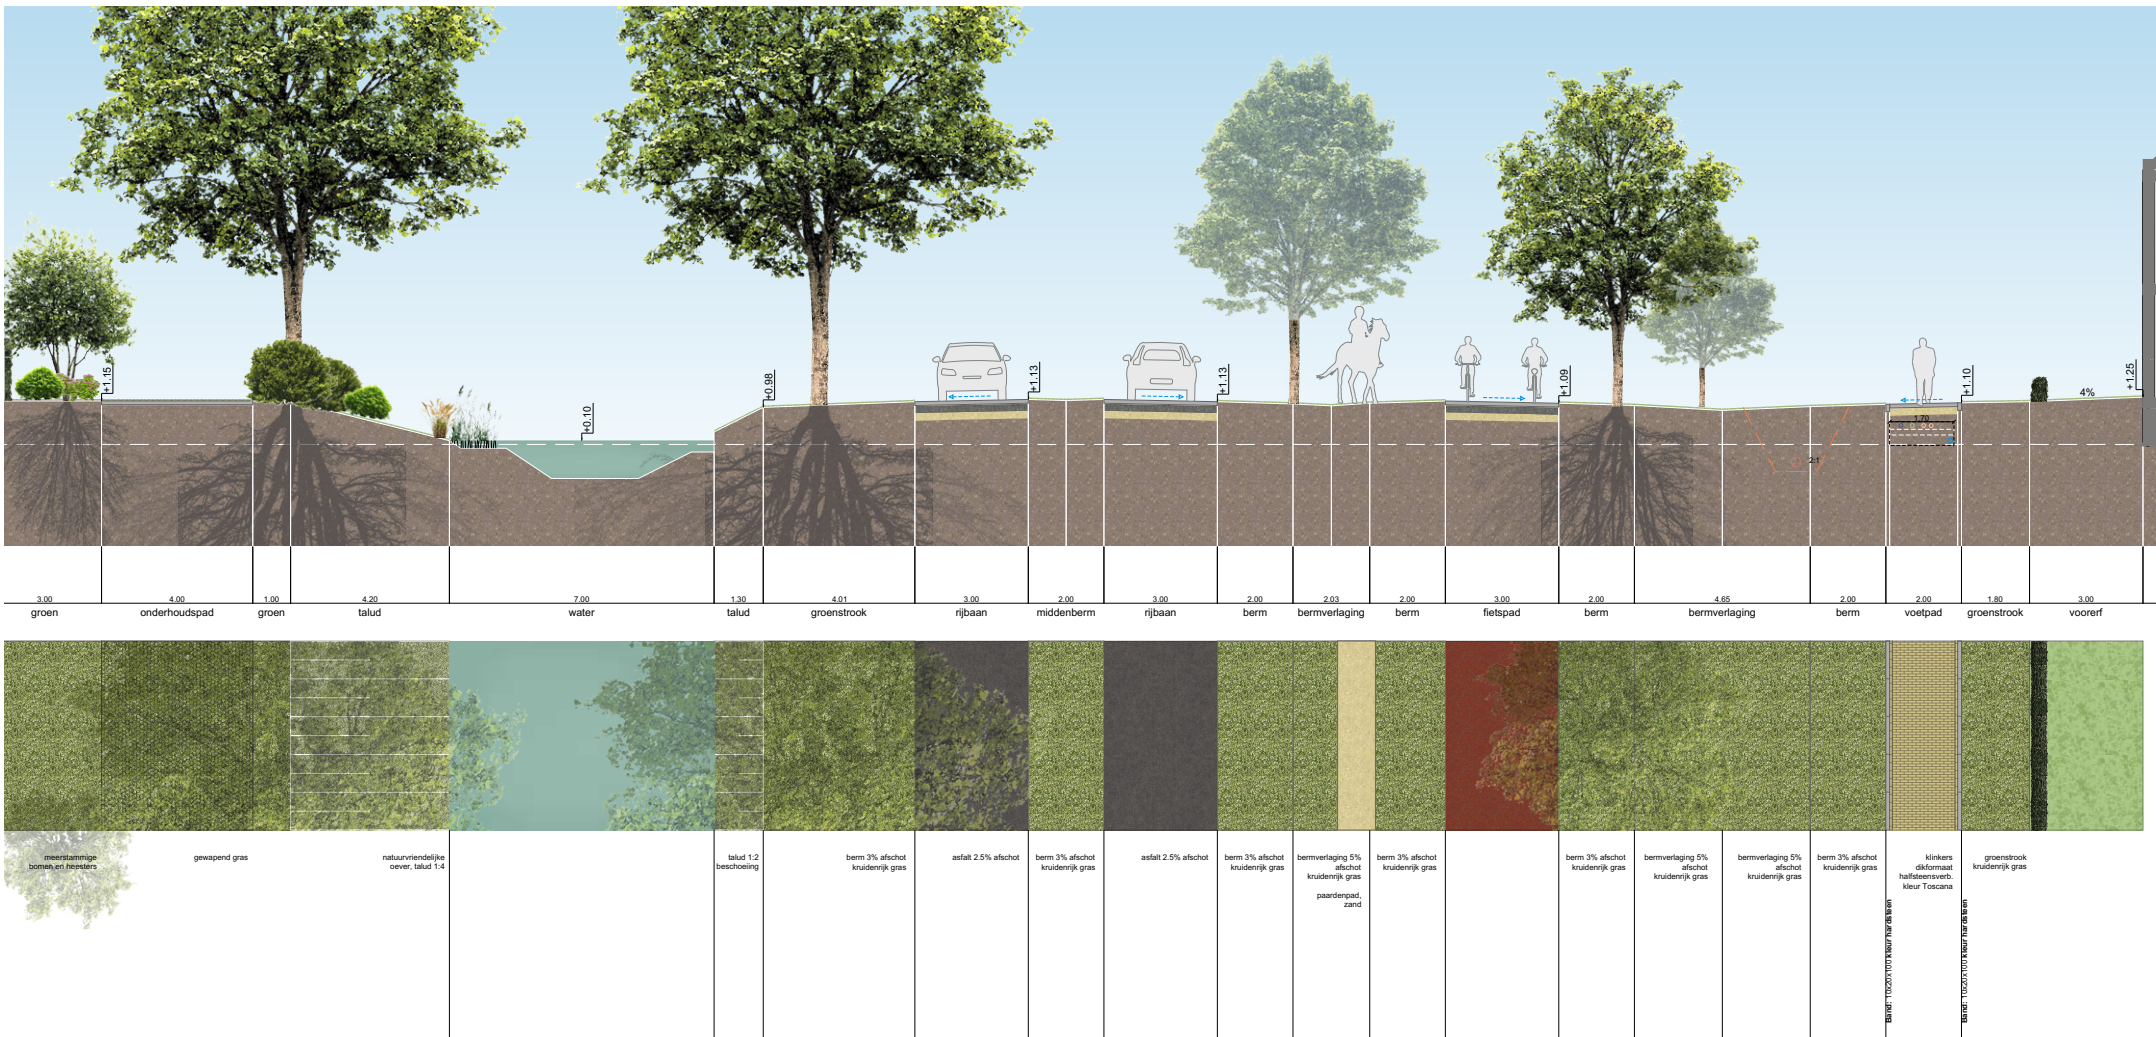 +1.15
+0.10
+0.98
+1.13
+1.13
+1.09
+1.10
4%
+1.25
1.70
2:1
3.00 4.00 1.00 4.20 7.00 1.30 4.01 3.00 2.00 3.00 2.00 2.03 2.00 3.00 2.00 4.65 2.00 2.00 1.80 3.00
groen onderhoudspad groen talud water talud groenstrook rijbaan middenberm rijbaan berm bermverlaging berm fietspad berm bermverlaging berm voetpad groenstrook voorerf
meerstammige
bomen en heesters
gewapend gras
natuurvriendelijke
oever, talud 1:4
talud 1:2
beschoeiing
berm 3% afschot
kruidenrijk gras
asfalt 2.5% afschot
berm 3% afschot
kruidenrijk gras
asfalt 2.5% afschot
berm 3% afschot
kruidenrijk gras
bermverlaging 5%
afschot
kruidenrijk gras
paardenpad,
zand
berm 3% afschot
kruidenrijk gras
berm 3% afschot
kruidenrijk gras
bermverlaging 5%
afschot
kruidenrijk gras
bermverlaging 5%
afschot
kruidenrijk gras
berm 3% afschot
kruidenrijk gras
klinkers
dikformaat
halfsteensverb.
kleur Toscana
groenstrook
kruidenrijk gras
Band: 10x20x100 kleur hardsteen
Band: 10x20x100 kleur hardsteen